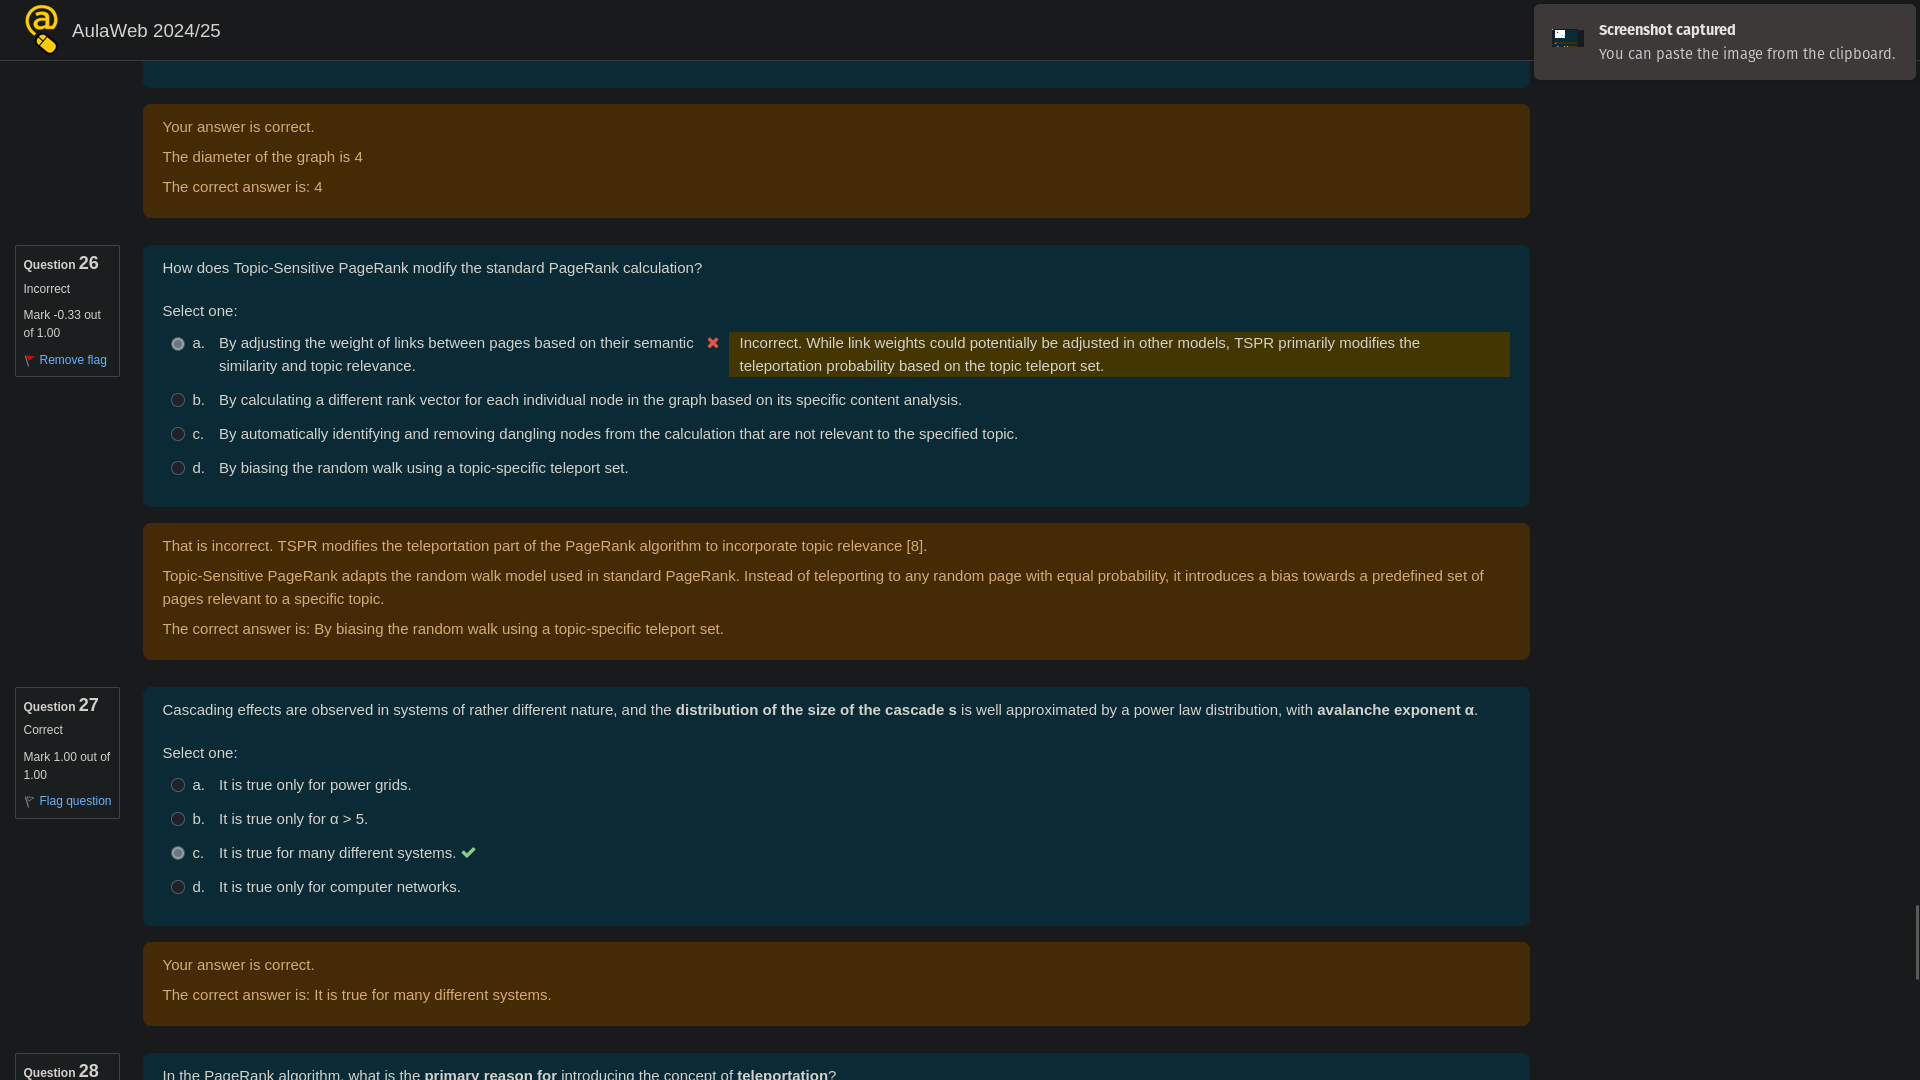 AulaWeb 2024/25
Screenshot captured
You can paste the image from the clipboard.
Your answer is correct.
The diameter of the graph is 4
The correct answer is: 4
Question 26
Incorrect
Mark -0.33 out
of 1.00
Remove flag
How does Topic-Sensitive PageRank modify the standard PageRank calculation?
Select one:
a. By adjusting the weight of links between pages based on their semantic
similarity and topic relevance.
Incorrect. While link weights could potentially be adjusted in other models, TSPR primarily modifies the
teleportation probability based on the topic teleport set.
b. By calculating a different rank vector for each individual node in the graph based on its specific content analysis.
c. By automatically identifying and removing dangling nodes from the calculation that are not relevant to the specified topic.
d. By biasing the random walk using a topic-specific teleport set.
That is incorrect. TSPR modifies the teleportation part of the PageRank algorithm to incorporate topic relevance [8].
Topic-Sensitive PageRank adapts the random walk model used in standard PageRank. Instead of teleporting to any random page with equal probability, it introduces a bias towards a predefined set of
pages relevant to a specific topic.
The correct answer is: By biasing the random walk using a topic-specific teleport set.
Question 27
Correct
Mark 1.00 out of
1.00
Flag question
Cascading effects are observed in systems of rather different nature, and the distribution of the size of the cascade s is well approximated by a power law distribution, with avalanche exponent α.
Select one:
a. It is true only for power grids.
b. It is true only for α > 5.
c. It is true for many different systems.
d. It is true only for computer networks.
Your answer is correct.
The correct answer is: It is true for many different systems.
Question 28
In the PageRank algorithm, what is the primary reason for introducing the concept of teleportation?